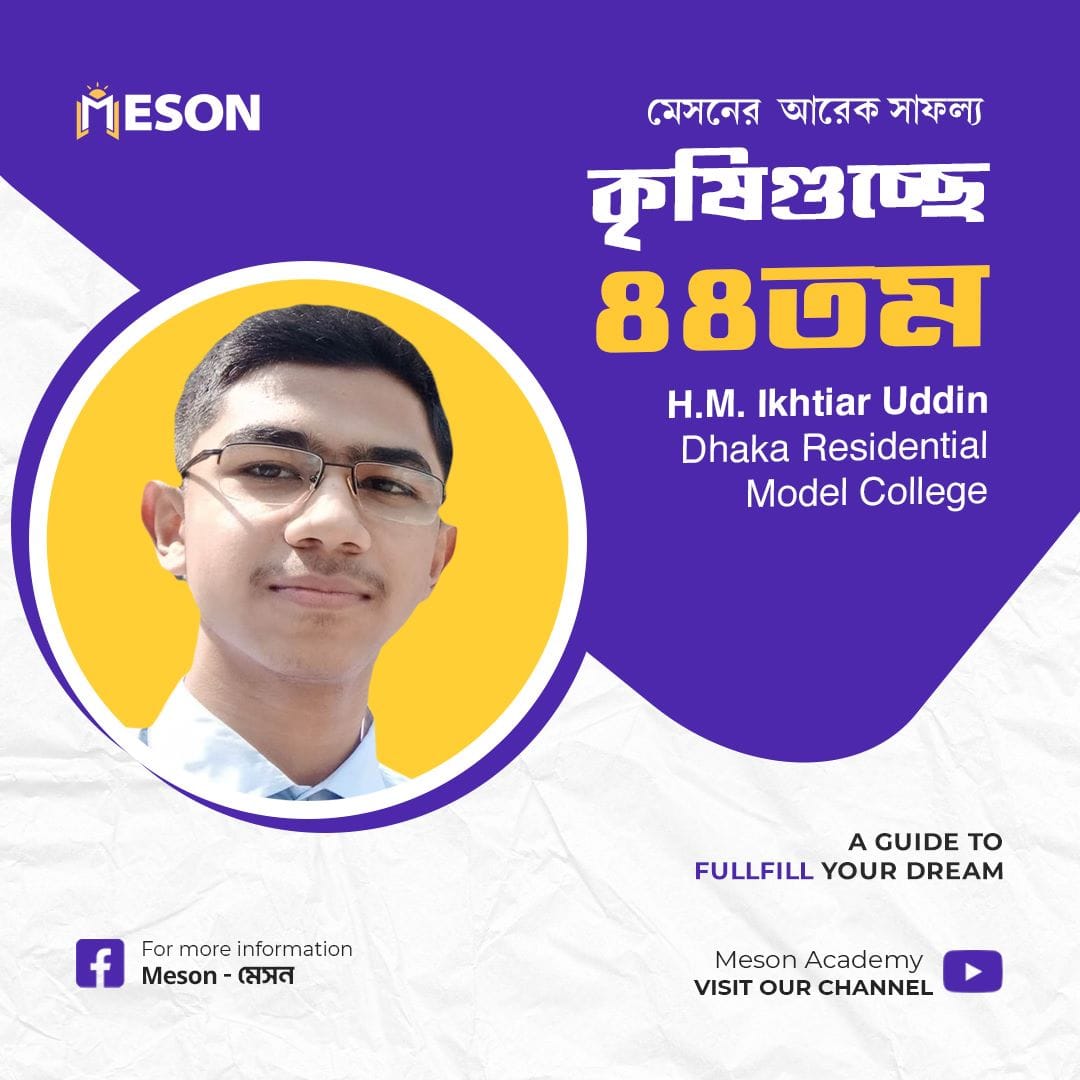 MESON
মেসনের আরেক সাফল্য
কৃষিগুচ্ছে
৪৪তম
H.M. Ikhtiar Uddin
Dhaka Residential
Model College
A GUIDE TO
FULLFILL YOUR DREAM
For more information
Meson - মেসন
Meson Academy
VISIT OUR CHANNEL